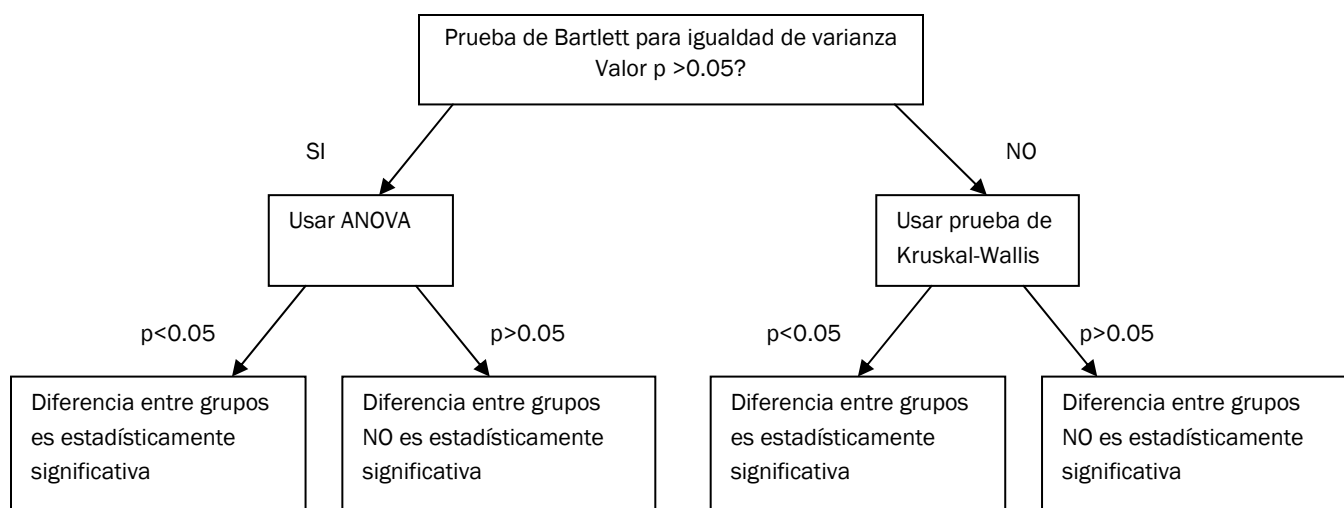 Prueba de Bartlett para igualdad de varianza
Valor p >0.05?
SI
NO
Usar ANOVA
Usar prueba de
Kruskal-Wallis
p<0.05
p>0.05
p<0.05
p>0.05
Diferencia entre grupos
es estadísticamente
significativa
Diferencia entre grupos
NO es estadísticamente
significativa
Diferencia entre grupos
es estadísticamente
significativa
Diferencia entre grupos
NO es estadísticamente
significativa